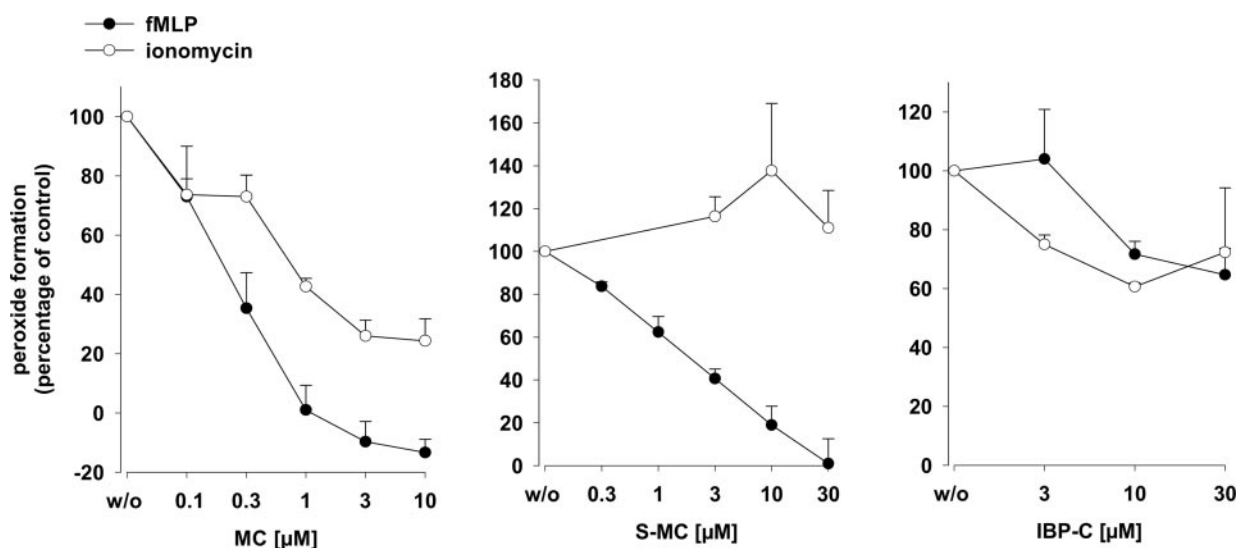 fMLP
ionomycin
peroxide formation
(percentage of control)
100
80
60
40
20
0
-20
w/o 0.1 0.3 1 3 10
MC [µM]
180
160
140
120
100
80
60
40
20
0
w/o 0.3 1 3 10 30
S-MC [µM]
120
100
80
60
40
20
0
w/o 3 10 30
IBP-C [µM]